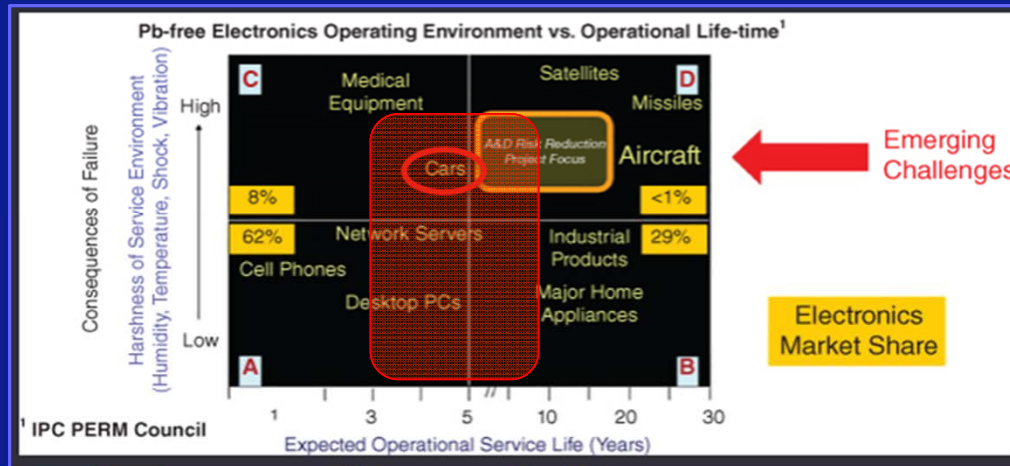 Pb-free Electronics Operating Environment vs. Operational Life-time¹
Consequences of Failure
Harshness of Service Environment
(Humidity, Temperature, Shock, Vibration)
High
Low
C
Medical
Equipment
Satellites
D
Missiles
A&D Risk Reduction
Project Focus
Aircraft
Cars
8%
<1%
Emerging
Challenges
62%
Network Servers
Industrial
Products
29%
Cell Phones
Desktop PCs
Major Home
Appliances
A
B
Electronics
Market Share
1 3 5 // 10 20 30
¹ IPC PERM Council
Expected Operational Service Life (Years)